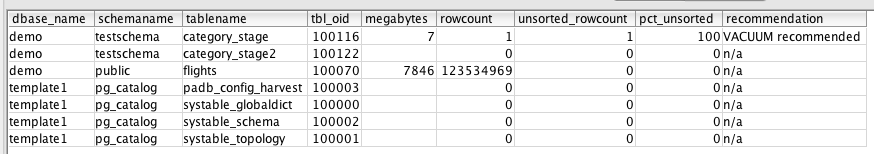 dbase_name schemaname tablename tbl_oid megabytes rowcount unsorted_rowcount pct_unsorted recommendation
demo testschema category_stage 100116 7 1 1 100 VACUUM recommended
demo testschema category_stage2 100122 0 0 0 n/a
demo public flights 100070 7846 123534969 0 0 n/a
template1 pg_catalog padb_config_harvest 100003 0 0 0 n/a
template1 pg_catalog systable_globaldict 100000 0 0 0 n/a
template1 pg_catalog systable_schema 100002 0 0 0 n/a
template1 pg_catalog systable_topology 100001 0 0 0 n/a